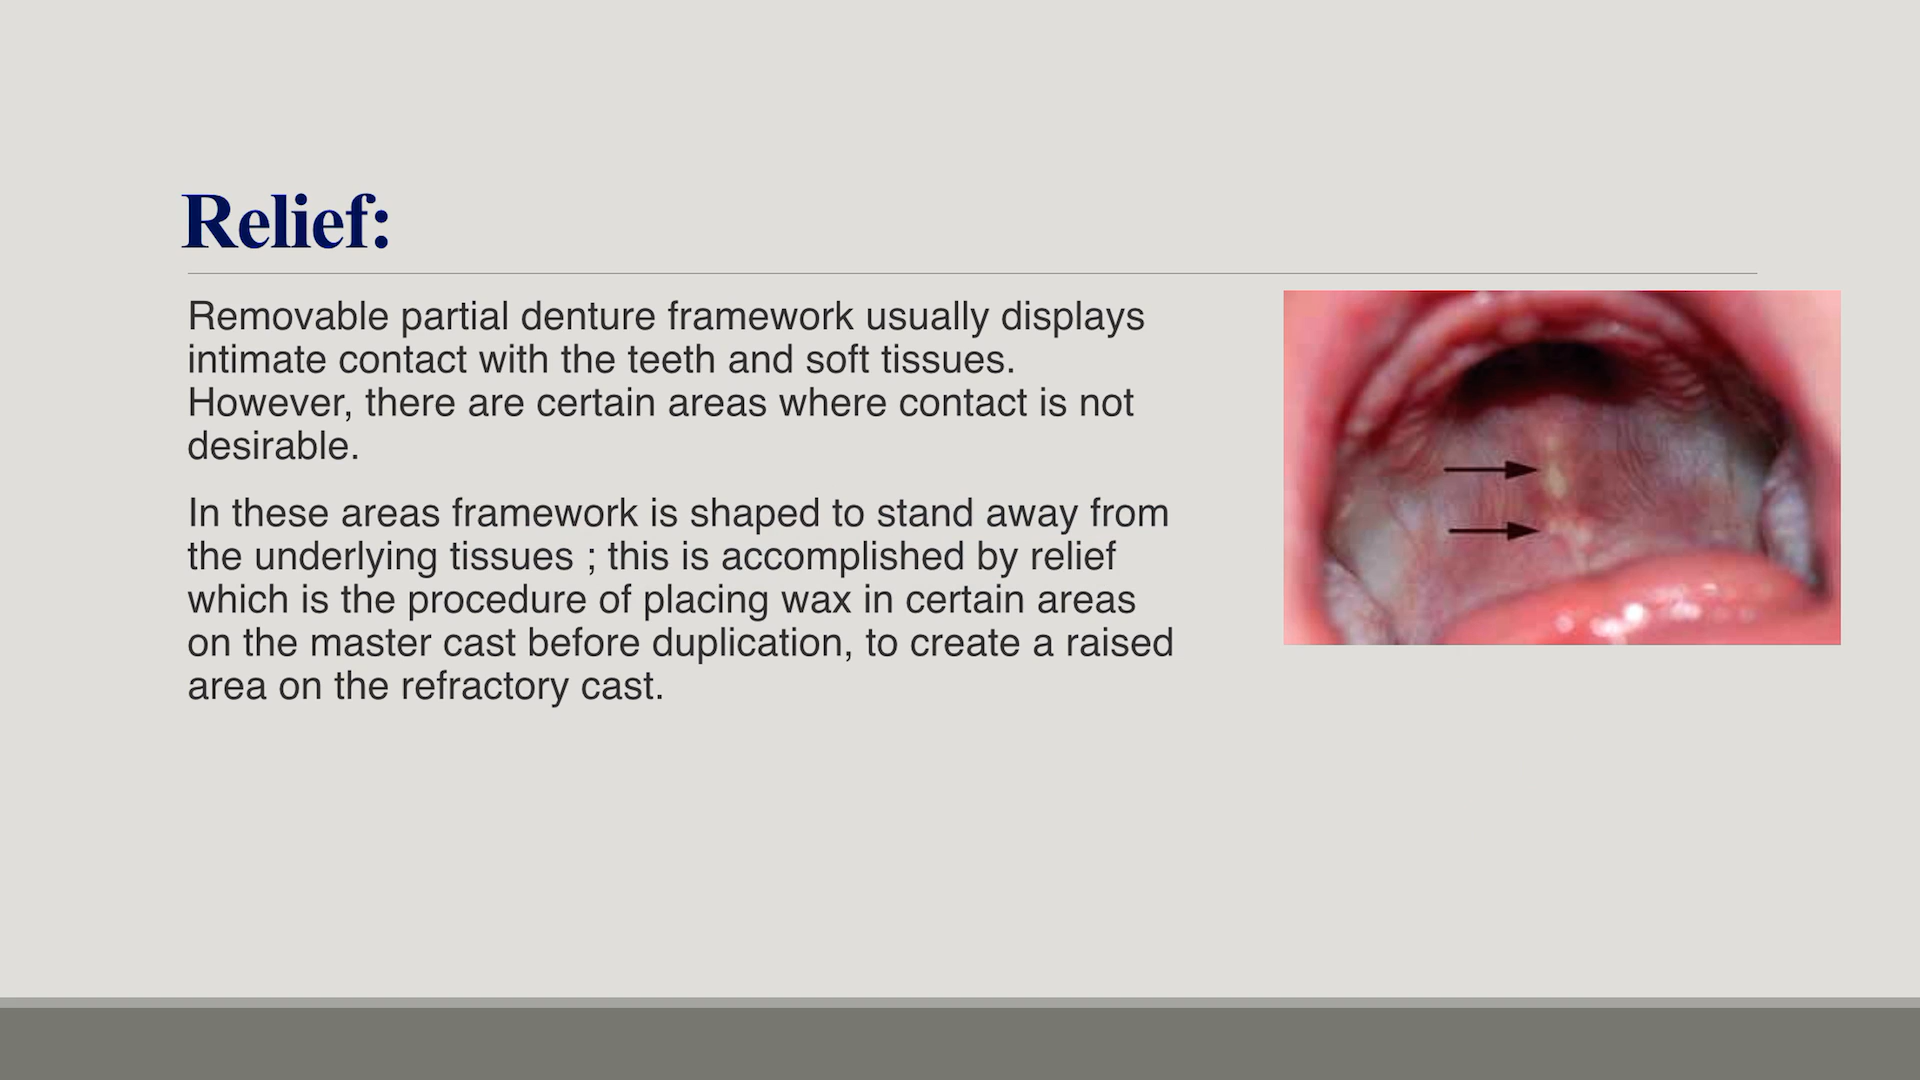 Relief:
Removable partial denture framework usually displays
intimate contact with the teeth and soft tissues.
However, there are certain areas where contact is not
desirable.
In these areas framework is shaped to stand away from
the underlying tissues ; this is accomplished by relief
which is the procedure of placing wax in certain areas
on the master cast before duplication, to create a raised
area on the refractory cast.